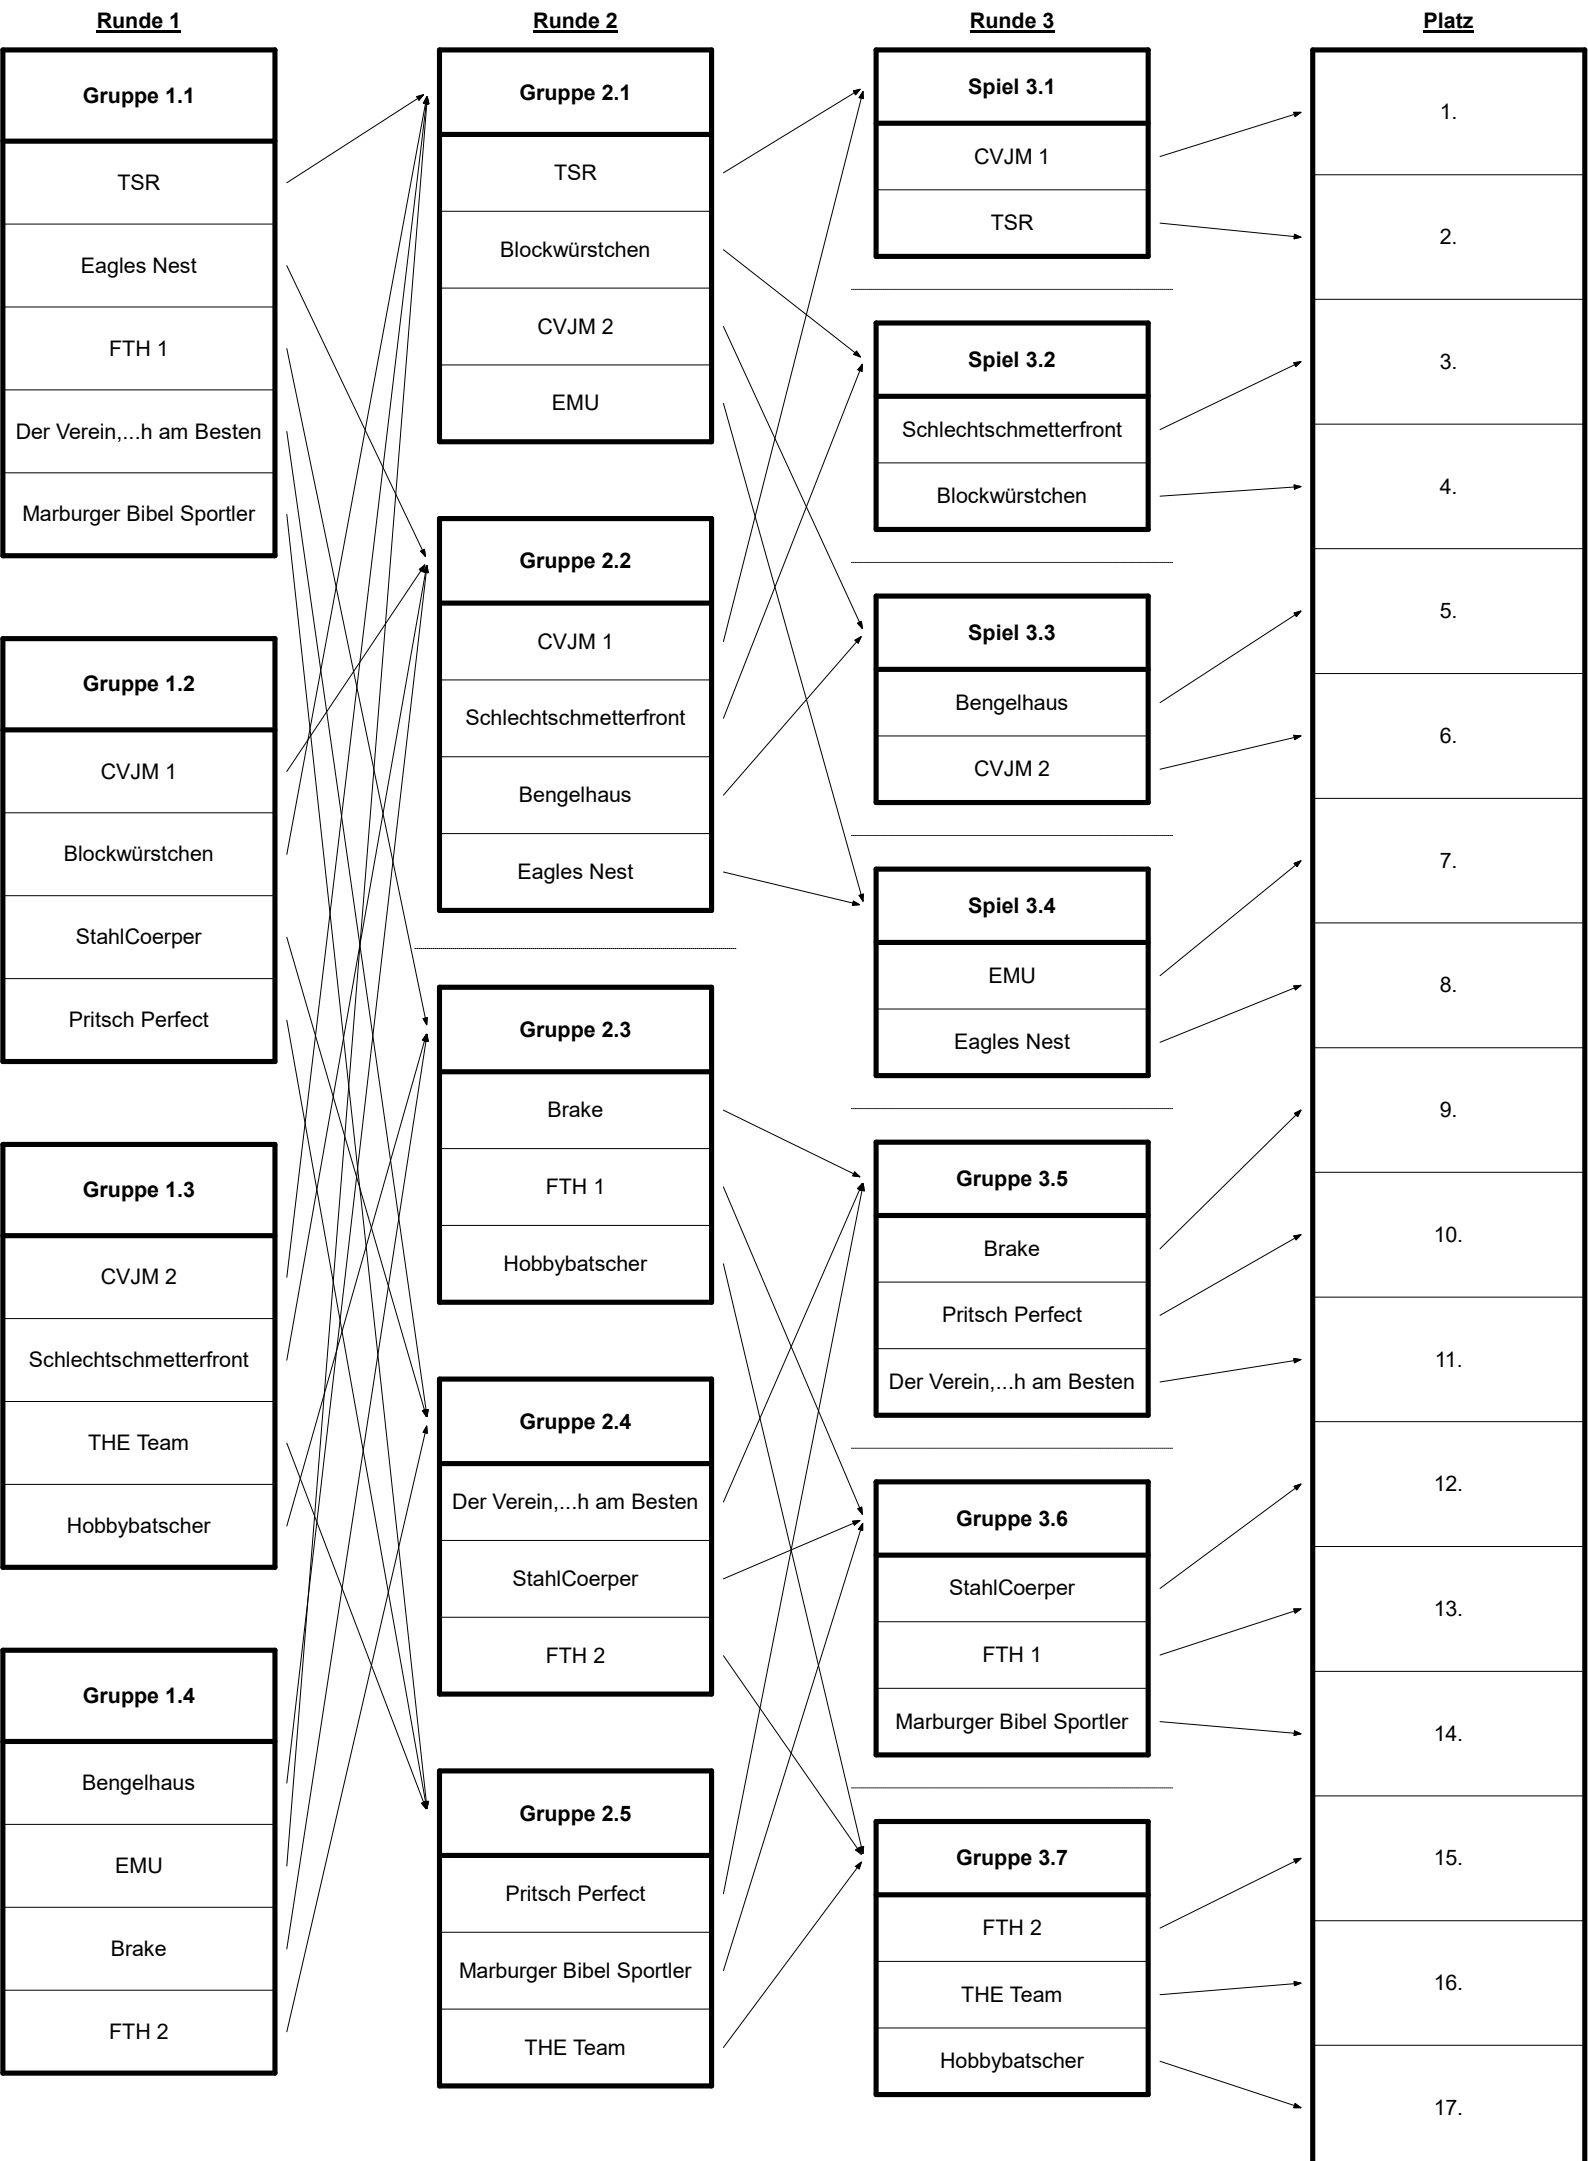 Runde 1
Gruppe 1.1
TSR
Eagles Nest
FTH 1
Der Verein,...h am Besten
Marburger Bibel Sportler
Gruppe 1.2
CVJM 1
Blockwürstchen
StahlCoerper
Pritsch Perfect
Gruppe 1.3
CVJM 2
Schlechtschmetterfront
THE Team
Hobbybatscher
Gruppe 1.4
Bengelhaus
EMU
Brake
FTH 2
Runde 2
Gruppe 2.1
TSR
Blockwürstchen
CVJM 2
EMU
Gruppe 2.2
CVJM 1
Schlechtschmetterfront
Bengelhaus
Eagles Nest
Gruppe 2.3
Brake
FTH 1
Hobbybatscher
Gruppe 2.4
Der Verein,...h am Besten
StahlCoerper
FTH 2
Gruppe 2.5
Pritsch Perfect
Marburger Bibel Sportler
THE Team
Runde 3
Spiel 3.1
CVJM 1
TSR
Spiel 3.2
Schlechtschmetterfront
Blockwürstchen
Spiel 3.3
Bengelhaus
CVJM 2
Spiel 3.4
EMU
Eagles Nest
Gruppe 3.5
Brake
Pritsch Perfect
Der Verein,...h am Besten
Gruppe 3.6
StahlCoerper
FTH 1
Marburger Bibel Sportler
Gruppe 3.7
FTH 2
THE Team
Hobbybatscher
Platz
1.
2.
3.
4.
5.
6.
7.
8.
9.
10.
11.
12.
13.
14.
15.
16.
17.